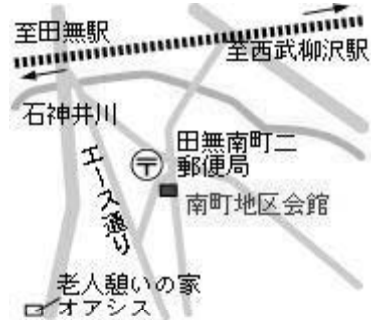 至田無駅
至西武柳沢駅
石神井川
田無南町二
郵便局
エース通り
南町地区会館
老人憩いの家
オアシス